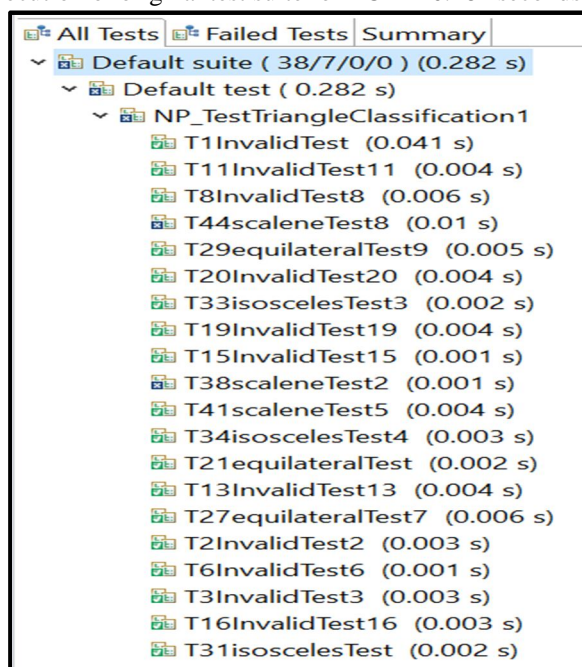 All Tests Failed Tests Summary
Default suite ( 38/7/0/0 ) (0.282 s)
Default test ( 0.282 s)
NP_TestTriangleClassification1
T1InvalidTest (0.041 s)
T11InvalidTest11 (0.004 s)
T8InvalidTest8 (0.006 s)
T44scaleneTest8 (0.01 s)
T29equilateralTest9 (0.005 s)
T20InvalidTest20 (0.004 s)
T33isoscelesTest3 (0.002 s)
T19InvalidTest19 (0.004 s)
T15InvalidTest15 (0.001 s)
T38scaleneTest2 (0.001 s)
T41scaleneTest5 (0.004 s)
T34isoscelesTest4 (0.003 s)
T21equilateralTest (0.002 s)
T13InvalidTest13 (0.004 s)
T27equilateralTest7 (0.006 s)
T2InvalidTest2 (0.003 s)
T6InvalidTest6 (0.001 s)
T3InvalidTest3 (0.003 s)
T16InvalidTest16 (0.003 s)
T31isoscelesTest (0.002 s)